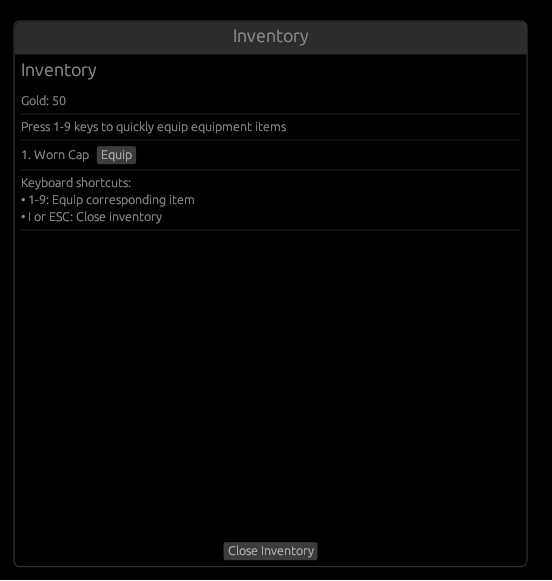 Inventory
Inventory
Gold: 50
Press 1-9 keys to quickly equip equipment items
1. Worn Cap Equip
Keyboard shortcuts:
• 1-9: Equip corresponding item
• I or ESC: Close inventory
Close Inventory